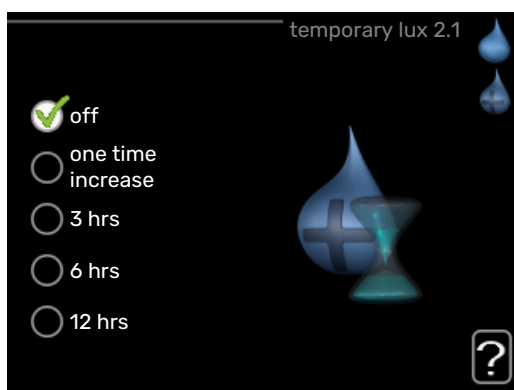 temporary lux 2.1
off
one time
increase
3 hrs
6 hrs
12 hrs
?